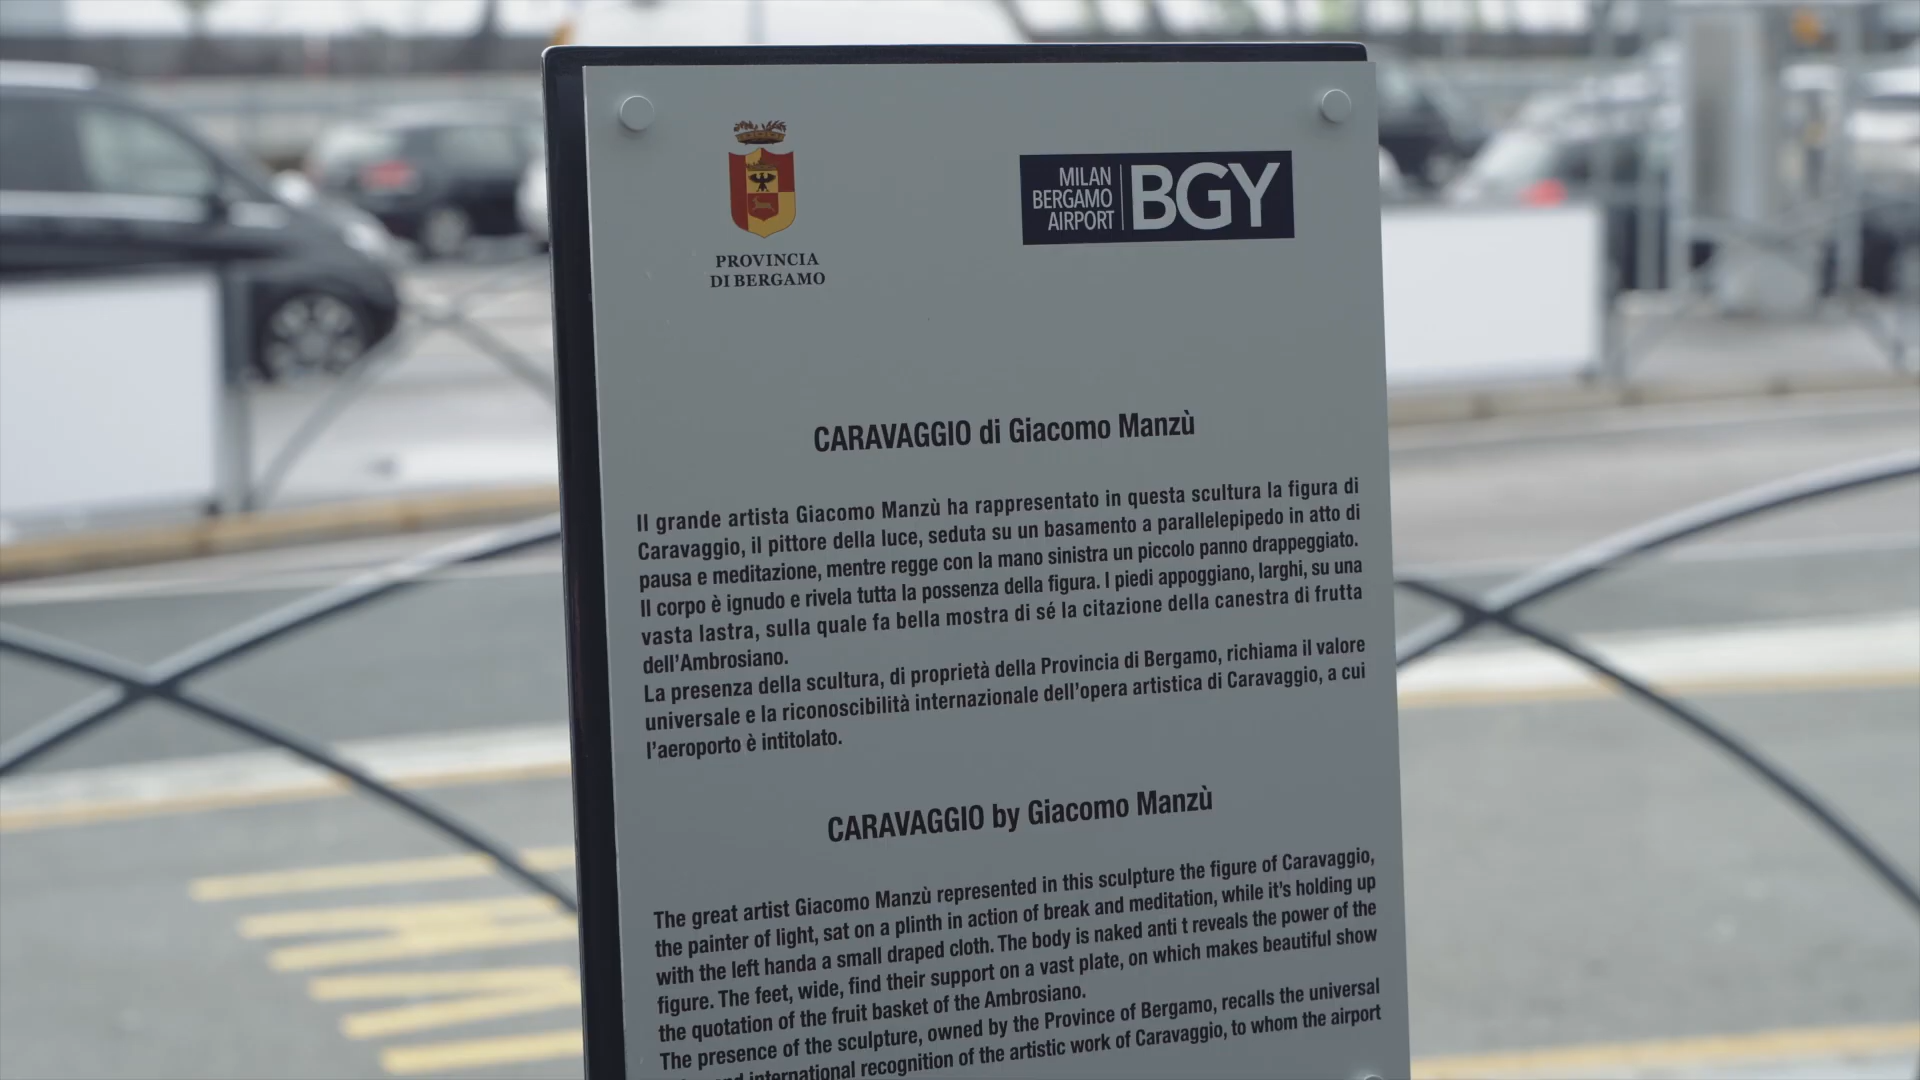 PROVINCIA
DI BERGAMO
MILAN
BERGAMO
AIRPORT
BGY
CARAVAGGIO di Giacomo Manzù
Il grande artista Giacomo Manzù ha rappresentato in questa scultura la figura di
Caravaggio, il pittore della luce, seduta su un basamento a parallelepipedo in atto di
pausa e meditazione, mentre regge con la mano sinistra un piccolo panno drappeggiato.
Il corpo è ignudo e rivela tutta la possenza della figura. I piedi appoggiano, larghi, su una
vasta lastra, sulla quale fa bella mostra di sé la citazione della canestra di frutta
dell'Ambrosiano.
La presenza della scultura, di proprietà della Provincia di Bergamo, richiama il valore
universale e la riconoscibilità internazionale dell'opera artistica di Caravaggio, a cui
l'aeroporto è intitolato.
CARAVAGGIO by Giacomo Manzù
The great artist Giacomo Manzù represented in this sculpture the figure of Caravaggio,
the painter of light, sat on a plinth in action of break and meditation, while it's holding up
with the left handa a small draped cloth. The body is naked anti t reveals the power of the
figure. The feet, wide, find their support on a vast plate, on which makes beautiful show
the quotation of the fruit basket of the Ambrosiano.
The presence of the sculpture, owned by the Province of Bergamo, recalls the universal
and international recognition of the artistic work of Caravaggio, to whom the airport